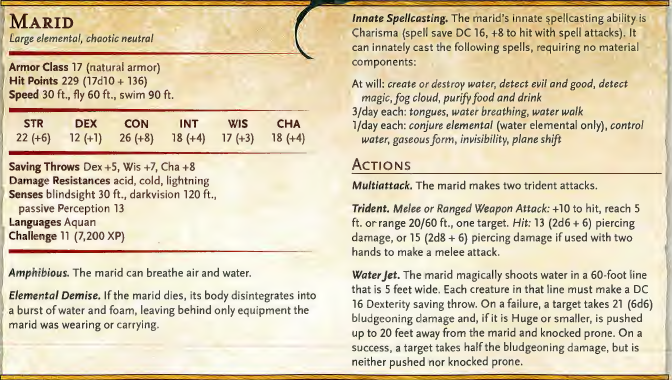 MARID
Large elemental, chaotic neutral
Armor Class 17 (natural armor)
Hit Points 229 (17d10 + 136)
Speed 30 ft., fly 60 ft., swim 90 ft.
STR DEX CON INT WIS CHA
22 (+6) 12 (+1) 26 (+8) 18 (+4) 17 (+3) 18 (+4)
Saving Throws Dex +5, Wis +7, Cha +8
Damage Resistances acid, cold, lightning
Senses blindsight 30 ft., darkvision 120 ft.,
passive Perception 13
Languages Aquan
Challenge 11 (7,200 XP)
Amphibious. The marid can breathe air and water.
Elemental Demise. If the marid dies, its body disintegrates into
a burst of water and foam, leaving behind only equipment the
marid was wearing or carrying.
Innate Spellcasting. The marid's innate spellcasting ability is
Charisma (spell save DC 16, +8 to hit with spell attacks). It
can innately cast the following spells, requiring no material
components:
At will: create or destroy water, detect evil and good, detect
magic, fog cloud, purify food and drink
3/day each: tongues, water breathing, water walk
1/day each: conjure elemental (water elemental only), control
water, gaseous form, invisibility, plane shift
ACTIONS
Multiattack. The marid makes two trident attacks.
Trident. Melee or Ranged Weapon Attack: +10 to hit, reach 5
ft. or range 20/60 ft., one target. Hit: 13 (2d6 + 6) piercing
damage, or 15 (2d8 + 6) piercing damage if used with two
hands to make a melee attack.
Water Jet. The marid magically shoots water in a 60-foot line
that is 5 feet wide. Each creature in that line must make a DC
16 Dexterity saving throw. On a failure, a target takes 21 (6d6)
bludgeoning damage and, if it is Huge or smaller, is pushed
up to 20 feet away from the marid and knocked prone. On a
success, a target takes half the bludgeoning damage, but is
neither pushed nor knocked prone.